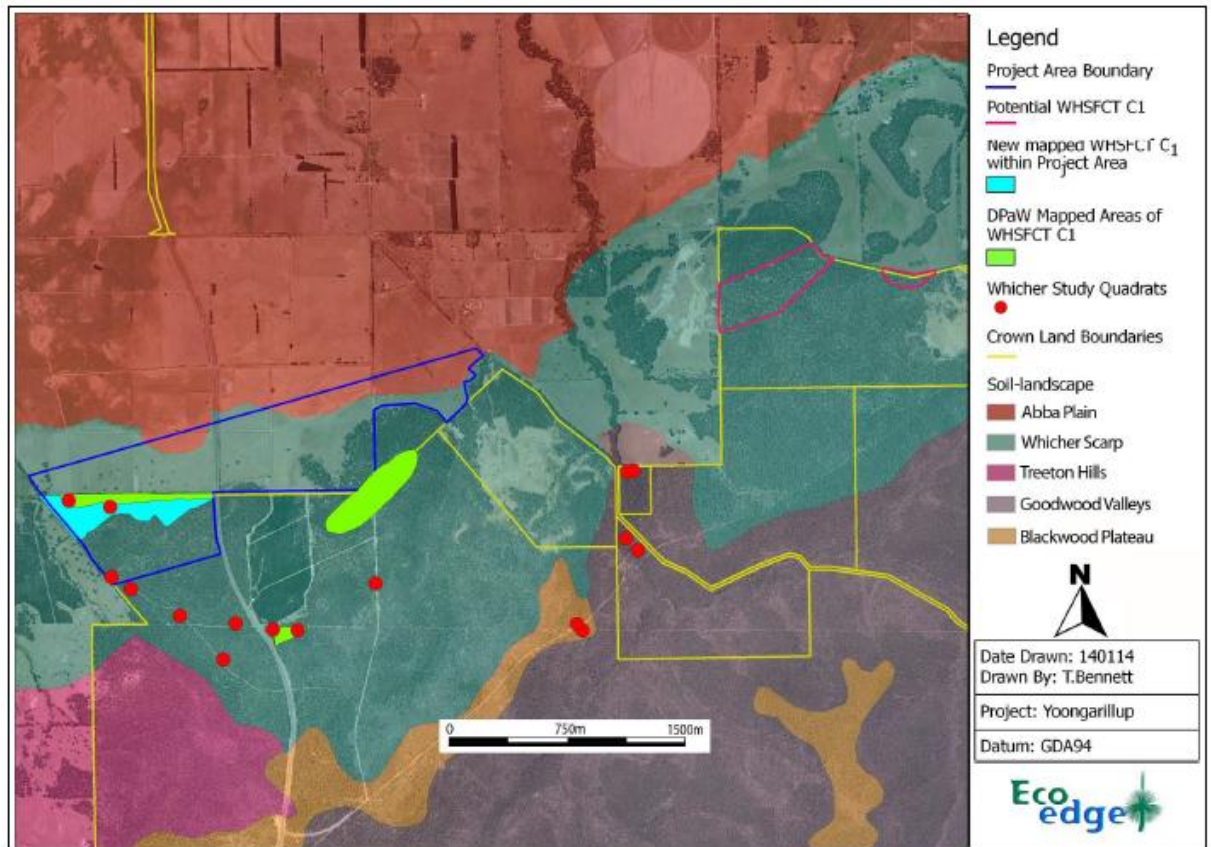 Legend
Project Area Boundary
Potential WHSFCT C1
New mapped WHSFCT C1
within Project Area
DPaW Mapped Areas of
WHSFCT C1
Whicher Study Quadrats
Crown Land Boundaries
Soil-landscape
Abba Plain
Whicher Scarp
Treeton Hills
Goodwood Valleys
Blackwood Plateau
N
Date Drawn: 140114
Drawn By: T.Bennett
Project: Yoongarillup
Datum: GDA94
Eco
edge
0 750m 1500m